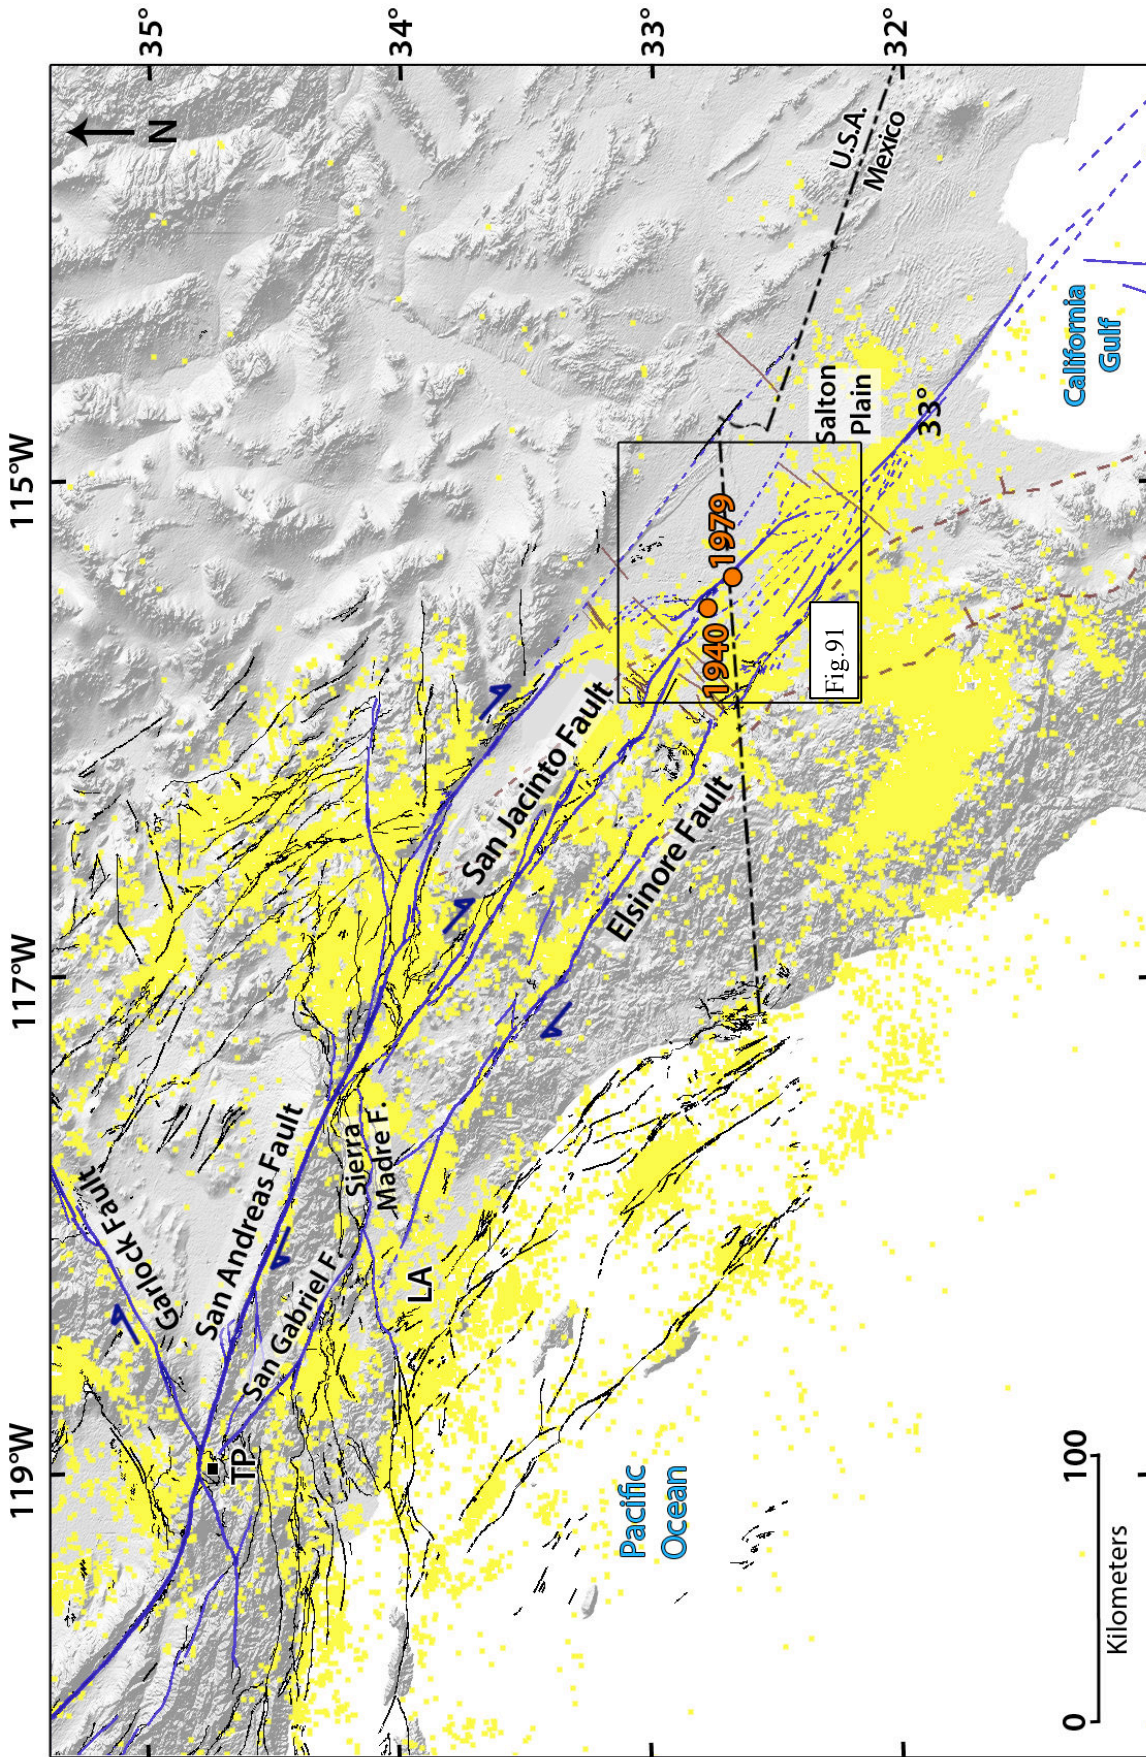 119°W
117°W
115°W
35°
34°
33°
32°
N
Garlock Fault
San Andreas Fault
San Gabriel F.
TP
Sierra
Madre F.
LA
San Jacinto Fault
Elsinore Fault
1940
1979
Fig.91
Salton
Plain
33°
U.S.A.
Mexico
California
Gulf
Pacific
Ocean
0
100
Kilometers